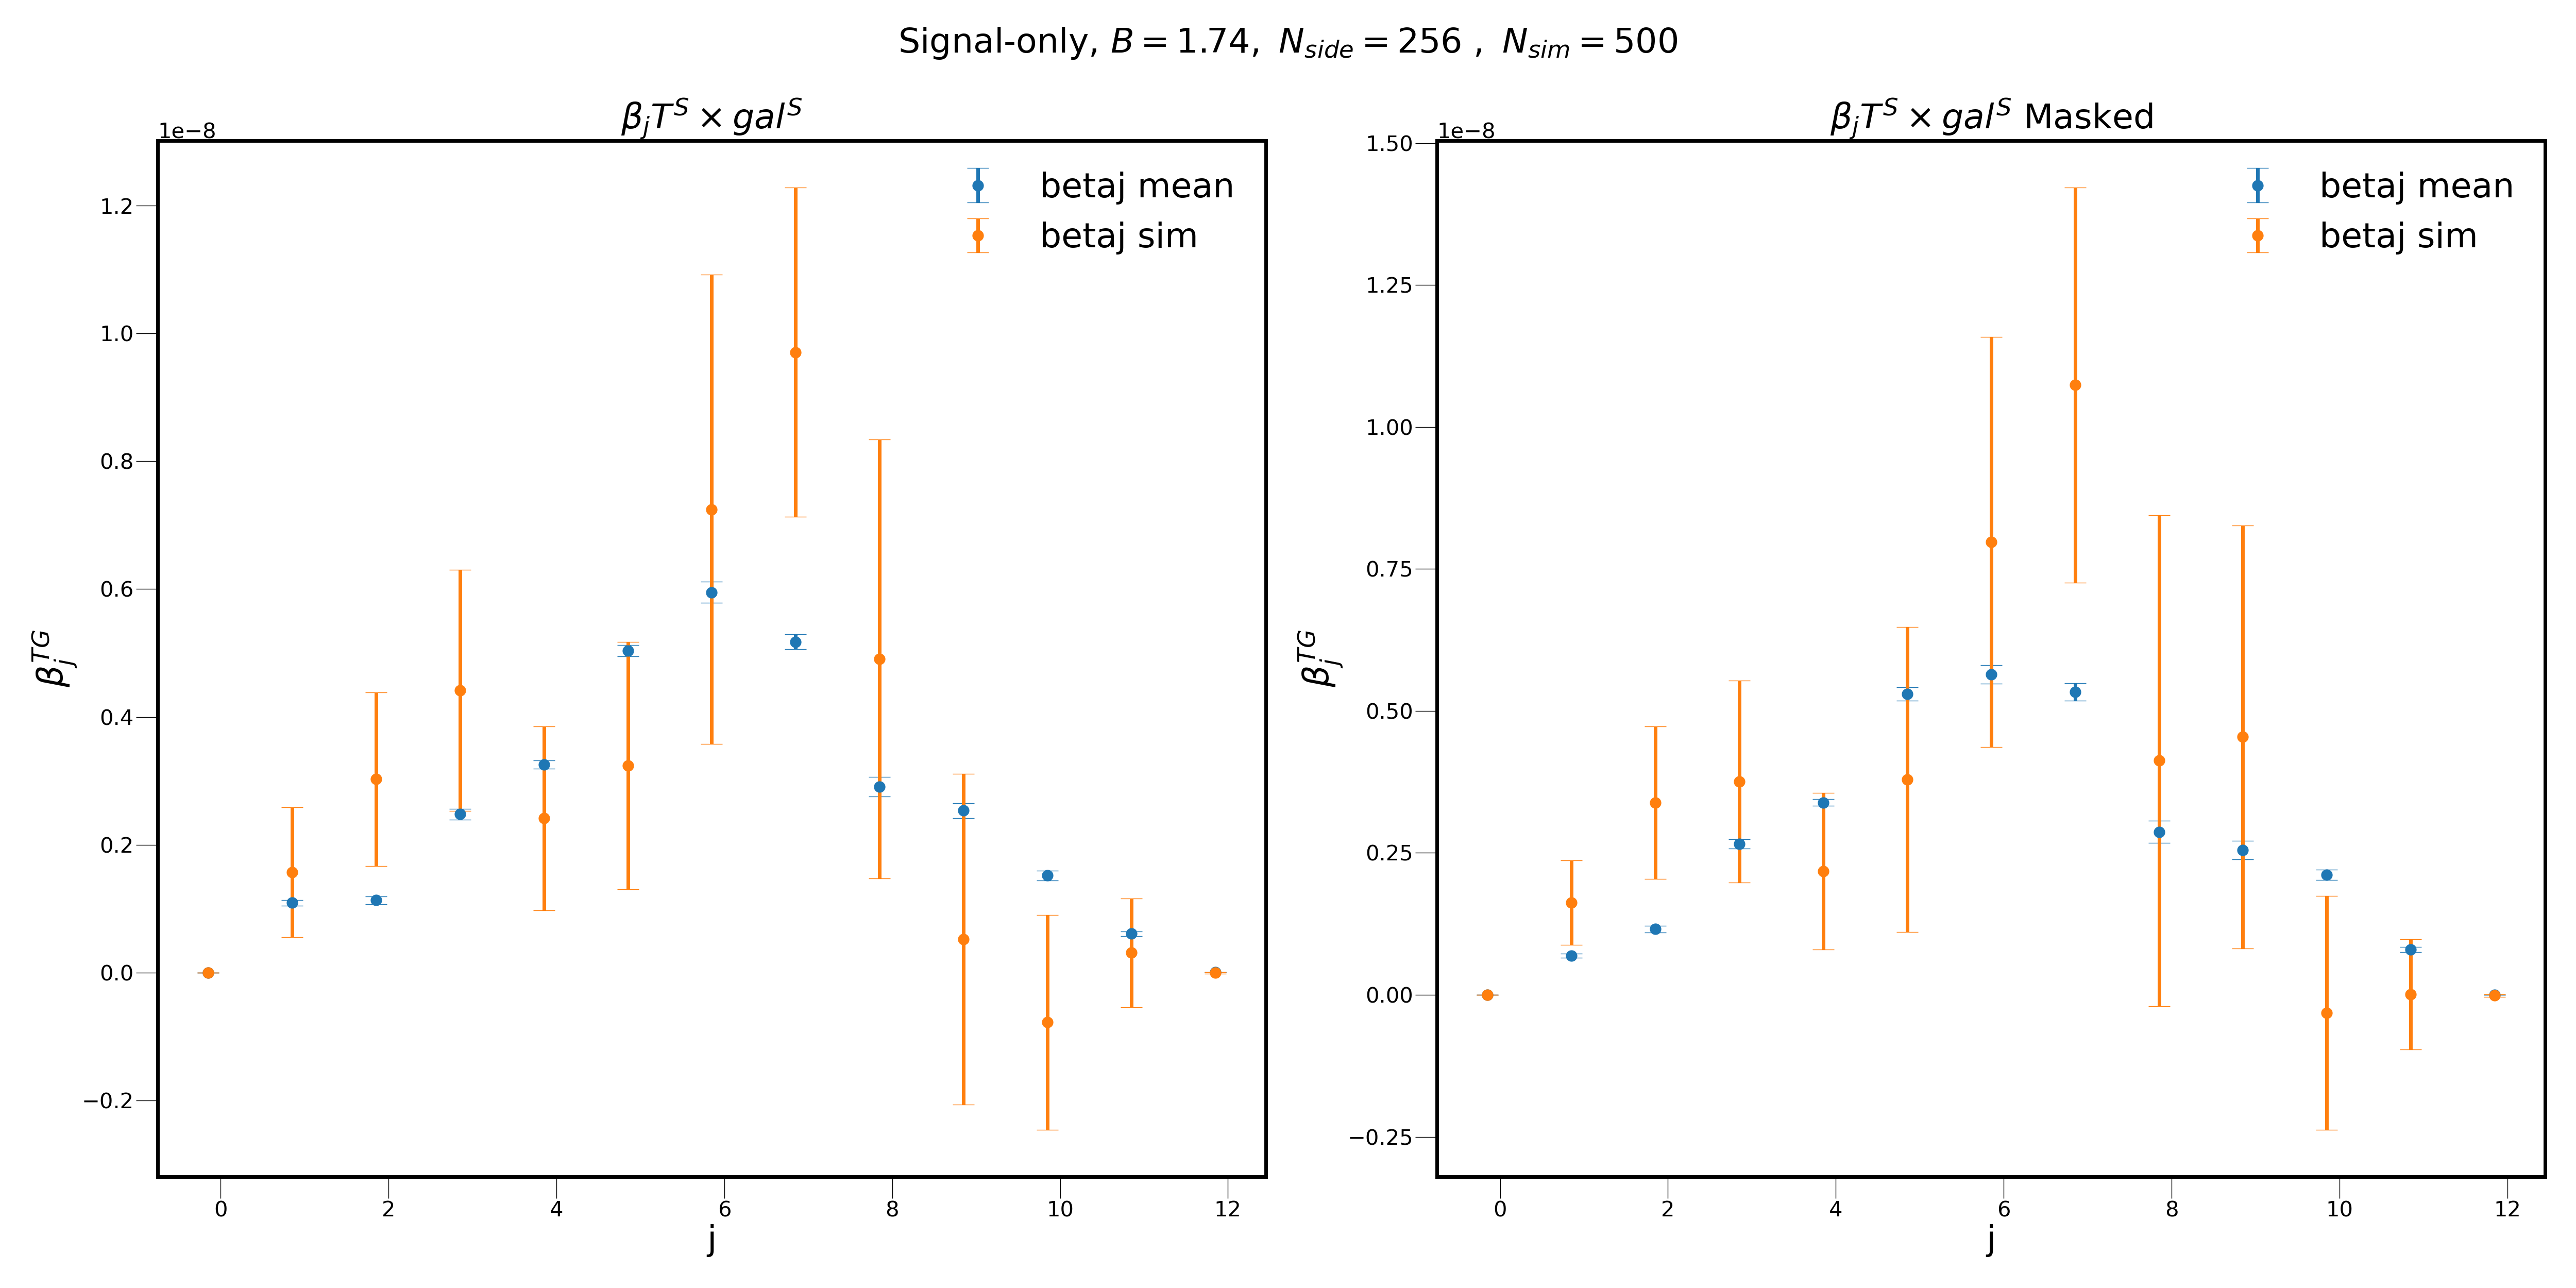 Signal-only, B = 1.74, N_side = 256 , N_sim = 500
β_j T^S × gal^S
1e−8
betaj mean
betaj sim
1.2
1.0
0.8
0.6
0.4
0.2
0.0
−0.2
β_j^TG
0 2 4 6 8 10 12
j
β_j T^S × gal^S Masked
1e−8
betaj mean
betaj sim
1.50
1.25
1.00
0.75
0.50
0.25
0.00
−0.25
β_j^TG
0 2 4 6 8 10 12
j